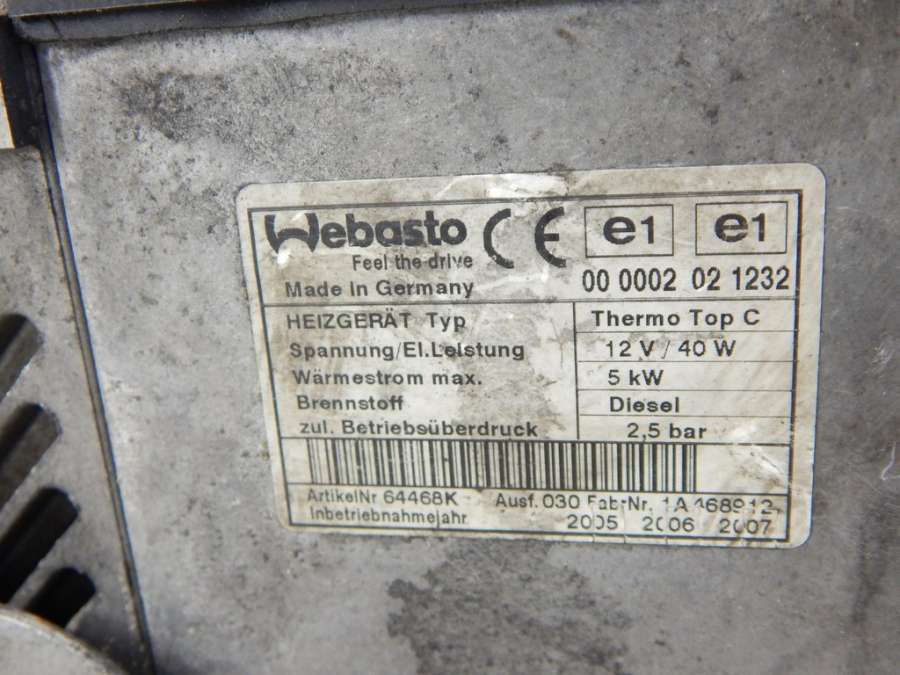 Webasto CE e1 e1
Feel the drive
Made In Germany 00 0002 02 1232
HEIZGERÄT Typ Thermo Top C
Spannung/El.Leistung 12 V / 40 W
Wärmestrom max. 5 kW
Brennstoff Diesel
zul. Betriebsüberdruck 2,5 bar
ArtikelNr 64468K Ausf. 030 Fabr-Nr.
Inbetriebnahmejahr 2005 2006 2007